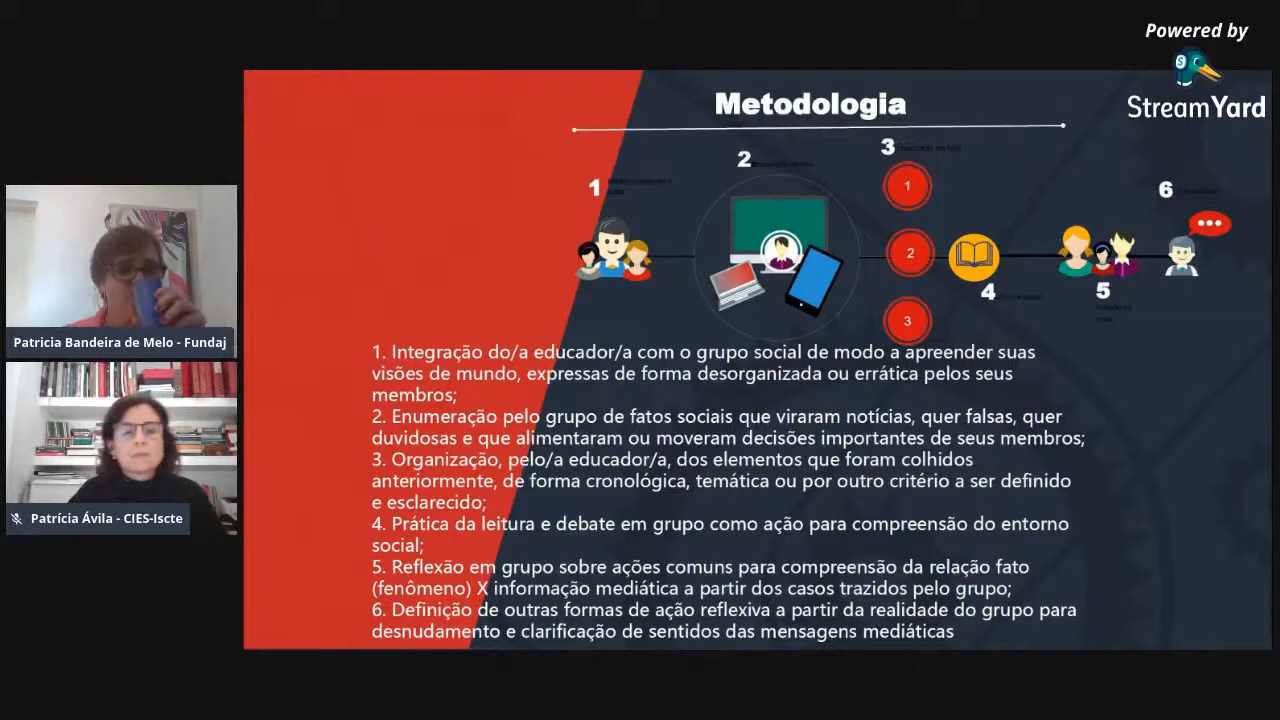 Powered by
StreamYard
Metodologia
1
2
3
4
5
6
1
2
3
1. Integração do/a educador/a com o grupo social de modo a apreender suas
visões de mundo, expressas de forma desorganizada ou errática pelos seus
membros;
2. Enumeração pelo grupo de fatos sociais que viraram notícias, quer falsas, quer
duvidosas e que alimentaram ou moveram decisões importantes de seus membros;
3. Organização, pelo/a educador/a, dos elementos que foram colhidos
anteriormente, de forma cronológica, temática ou por outro critério a ser definido
e esclarecido;
4. Prática da leitura e debate em grupo como ação para compreensão do entorno
social;
5. Reflexão em grupo sobre ações comuns para compreensão da relação fato
(fenômeno) X informação mediática a partir dos casos trazidos pelo grupo;
6. Definição de outras formas de ação reflexiva a partir da realidade do grupo para
desnudamento e clarificação de sentidos das mensagens mediáticas
Patricia Bandeira de Melo - Fundaj
Patrícia Ávila - CIES-Iscte